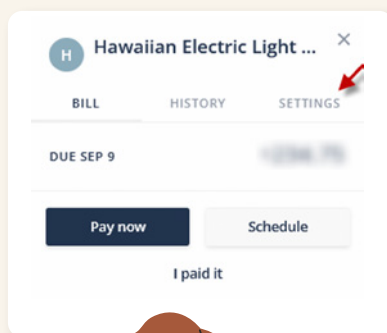 H Hawaiian Electric Light ... ×
BILL HISTORY SETTINGS
DUE SEP 9
Pay now Schedule
I paid it